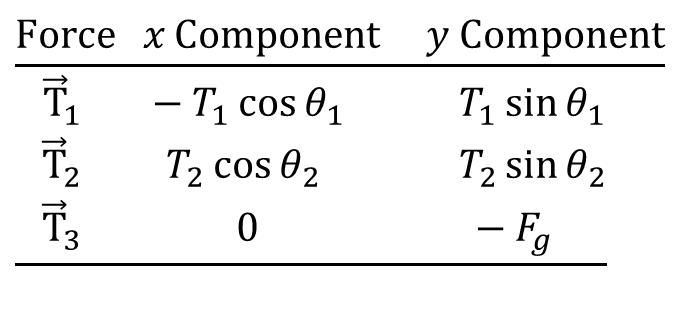 Force x Component y Component
T⃗₁ − T₁ cos θ₁ T₁ sin θ₁
T⃗₂ T₂ cos θ₂ T₂ sin θ₂
T⃗₃ 0 − F_g